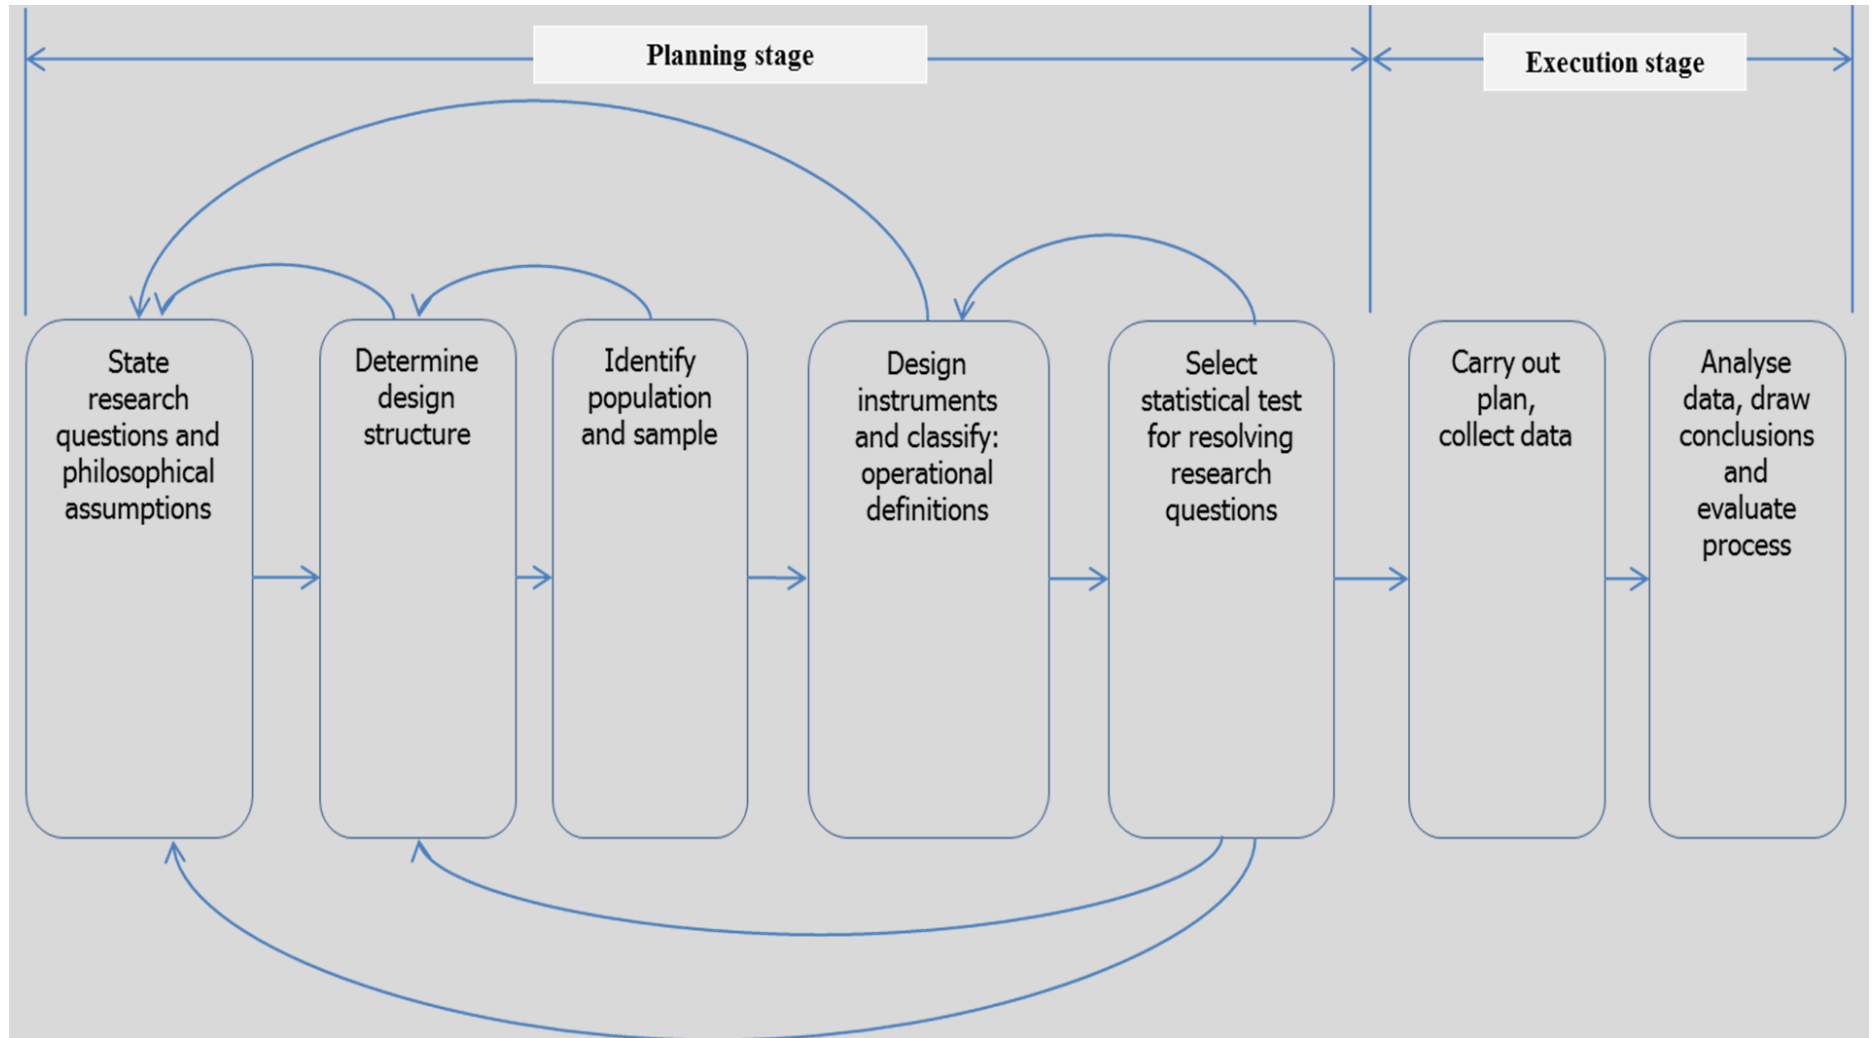 Planning stage
Execution stage
State
research
questions and
philosophical
assumptions
Determine
design
structure
Identify
population
and sample
Design
instruments
and classify:
operational
definitions
Select
statistical test
for resolving
research
questions
Carry out
plan,
collect data
Analyse
data, draw
conclusions
and
evaluate
process